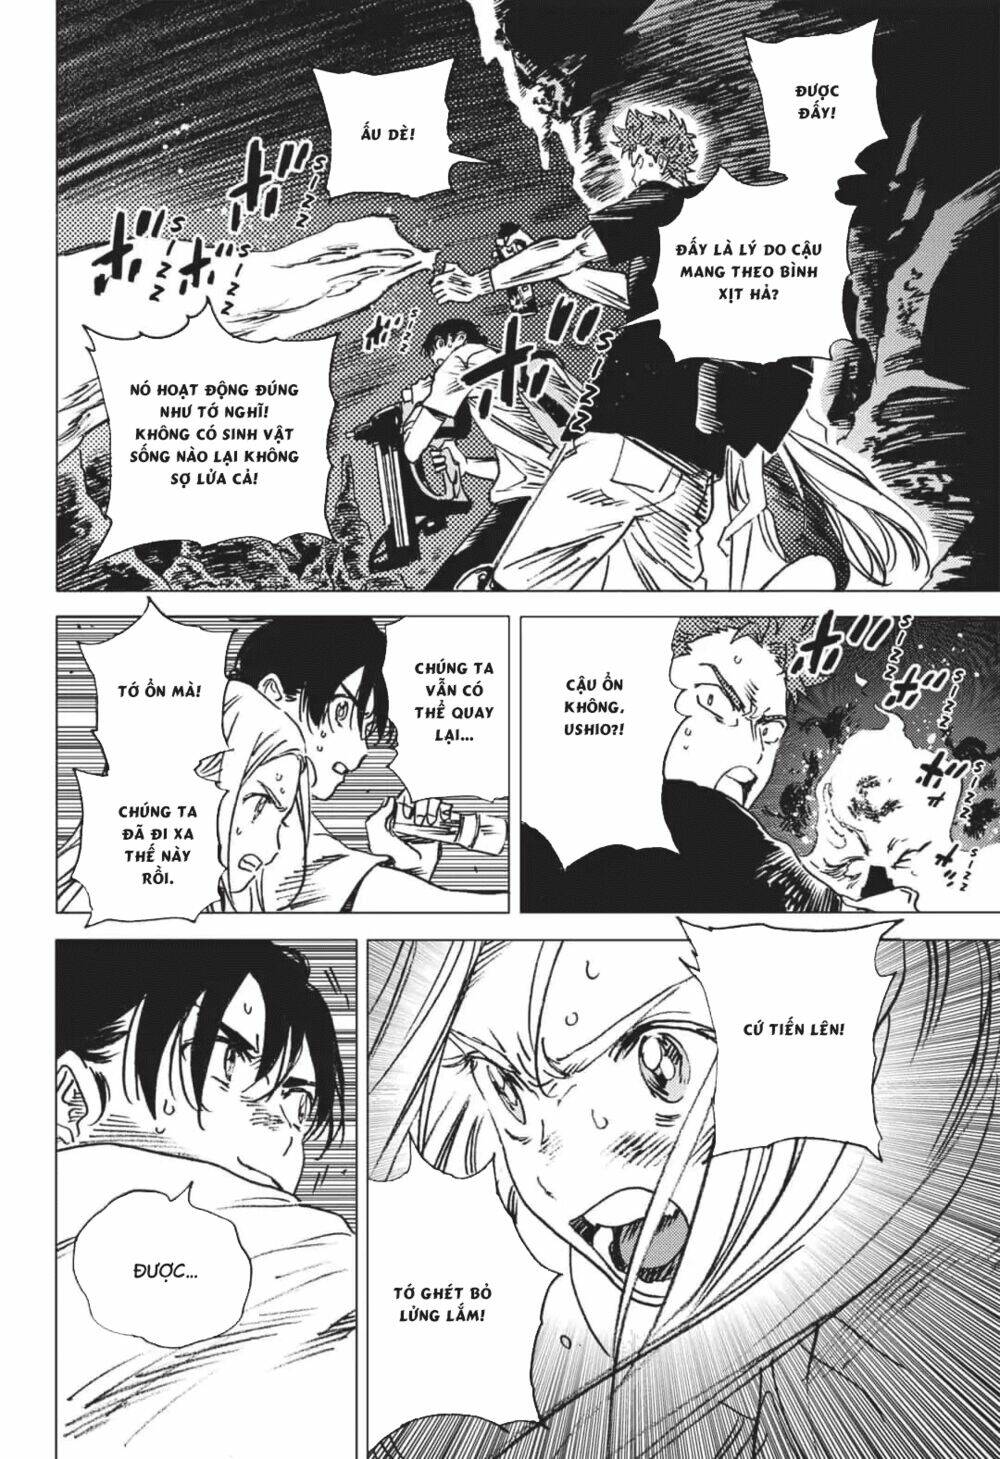 ĐƯỢC
ĐẤY!
ĐẤY LÀ LÝ DO CẬU
MANG THEO BÌNH
XỊT HẢ?
ẤU DÈ!
NÓ HOẠT ĐỘNG ĐÚNG
NHƯ TỚ NGHĨ!
KHÔNG CÓ SINH VẬT
SỐNG NÀO LẠI KHÔNG
SỢ LỬA CẢ!
SIZZ
SIZZ
SIZZ
SIZZ
SIZZ
CẬU ỔN
KHÔNG,
USHIO?!
SIZZ
SIZZ
SIZZ
CHÚNG TA
VẪN CÓ
THỂ QUAY
LẠI...
TỚ ỔN MÀ!
CHÚNG TA
ĐÃ ĐI XA
THẾ NÀY
RỒI.
CỨ TIẾN LÊN!
TỚ GHÉT BỎ
LỬNG LẮM!
ĐƯỢC...